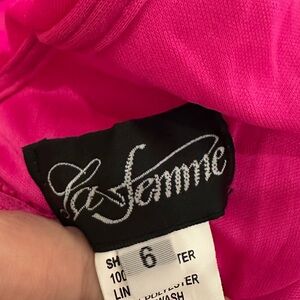 La Femme
6
SH TER
100
LIN POLYESTER
WASH